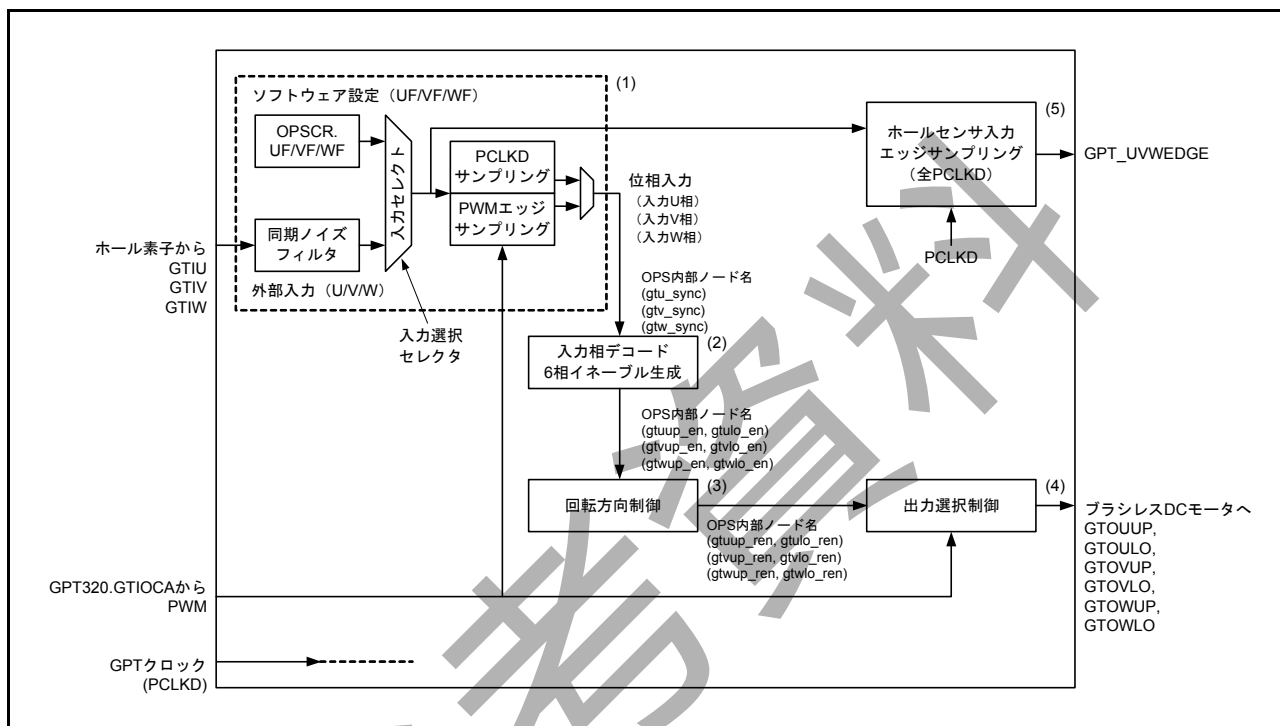 (1)
ソフトウェア設定（UF/VF/WF）
OPSCR.
UF/VF/WF
同期ノイズ
フィルタ
外部入力（U/V/W）
入力セレクト
PCLKD
サンプリング
PWMエッジ
サンプリング
入力選択
セレクタ
ホール素子から
GTIU
GTIV
GTIW
位相入力
（入力U相）
（入力V相）
（入力W相）
(5)
ホールセンサ入力
エッジサンプリング
（全PCLKD）
GPT_UVWEDGE
PCLKD
OPS内部ノード名
(gtu_sync)
(gtv_sync)
(gtw_sync)
(2)
入力相デコード
6相イネーブル生成
OPS内部ノード名
(gtuup_en, gtulo_en)
(gtvup_en, gtvlo_en)
(gtwup_en, gtwlo_en)
(3)
回転方向制御
OPS内部ノード名
(gtuup_ren, gtulo_ren)
(gtvup_ren, gtvlo_ren)
(gtwup_ren, gtwlo_ren)
(4)
出力選択制御
ブラシレスDCモータへ
GTOUUP,
GTOULO,
GTOVUP,
GTOVLO,
GTOWUP,
GTOWLO
GPT320.GTIOCAから
PWM
GPTクロック
(PCLKD)
考資料